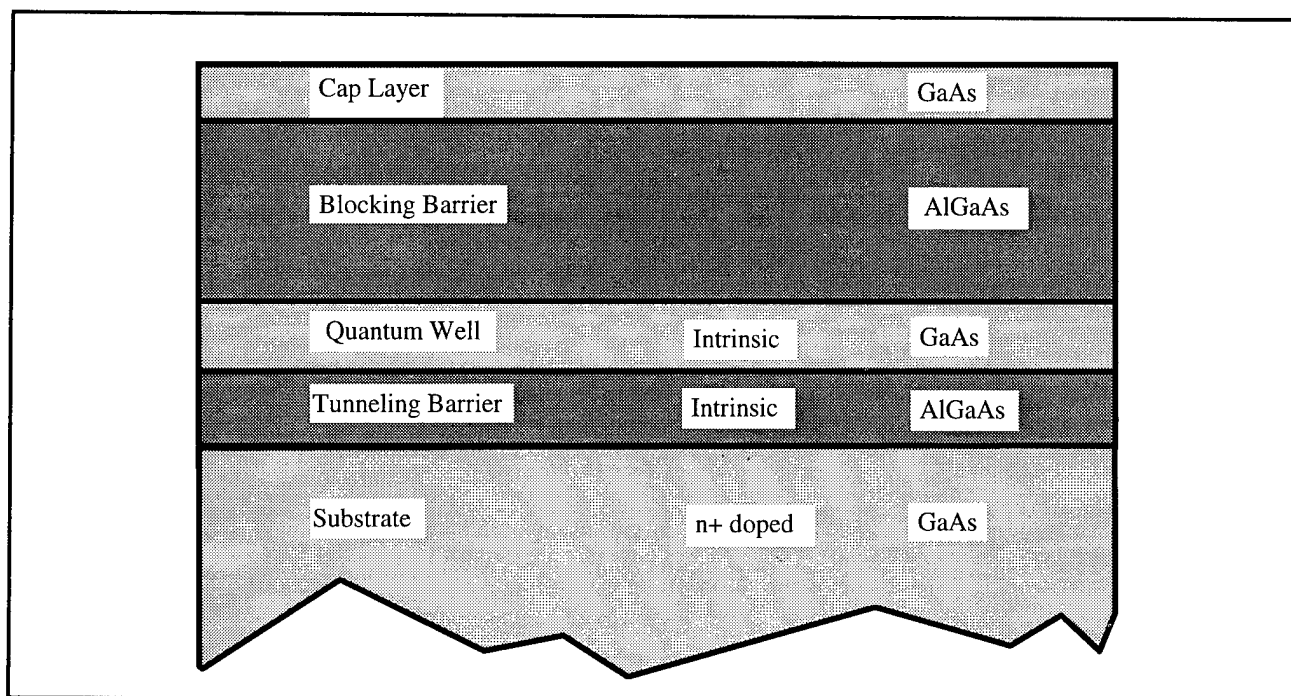 Cap Layer GaAs
Blocking Barrier AlGaAs
Quantum Well Intrinsic GaAs
Tunneling Barrier Intrinsic AlGaAs
Substrate n+ doped GaAs